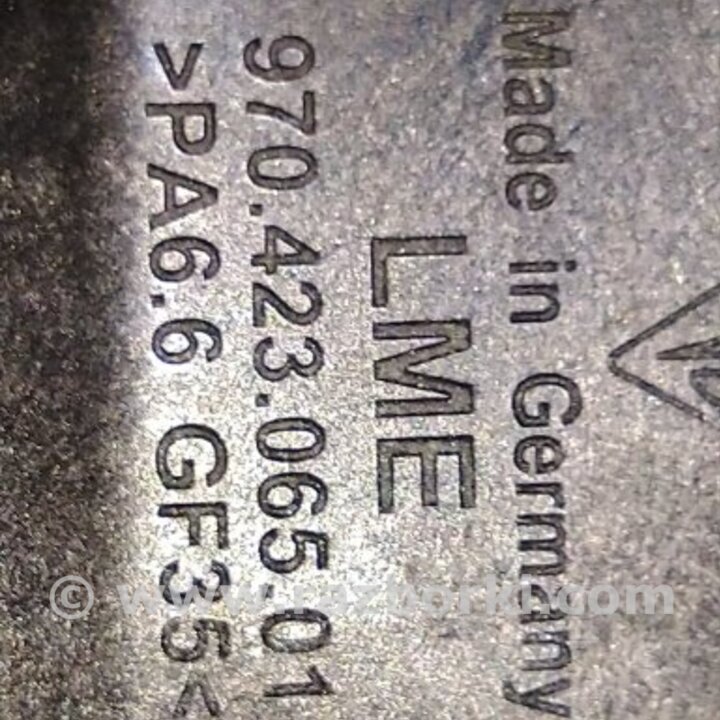 Made in Germany
LME
970.423.065.01
>PA6.6 GF35<
© www.razborki.com